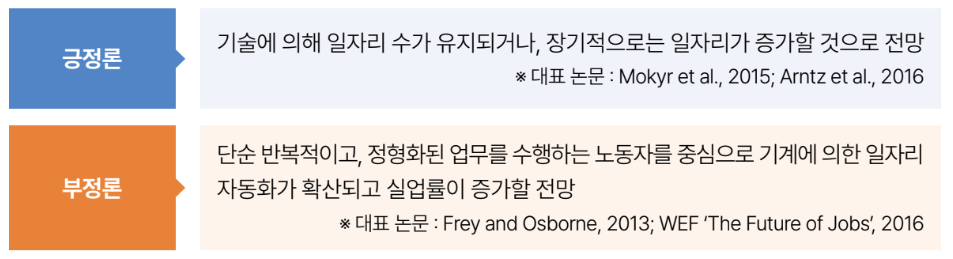 긍정론
기술에 의해 일자리 수가 유지되거나, 장기적으로는 일자리가 증가할 것으로 전망
※ 대표 논문 : Mokyr et al., 2015; Arntz et al., 2016
부정론
단순 반복적이고, 정형화된 업무를 수행하는 노동자를 중심으로 기계에 의한 일자리
자동화가 확산되고 실업률이 증가할 전망
※ 대표 논문 : Frey and Osborne, 2013; WEF ‘The Future of Jobs’, 2016